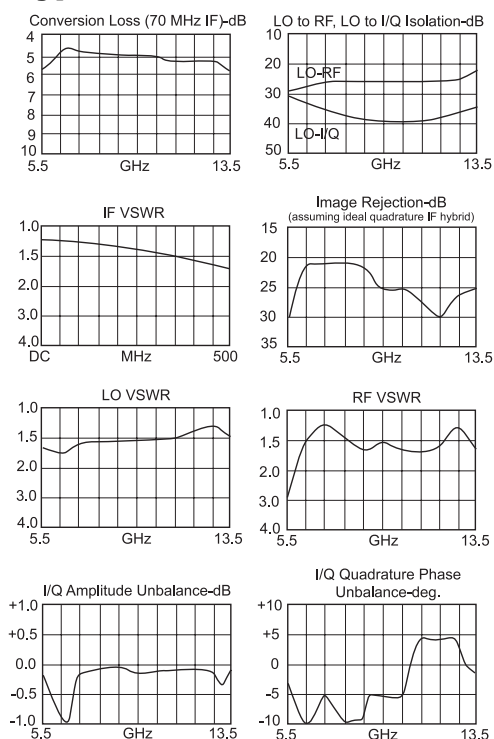 Conversion Loss (70 MHz IF)-dB
4
5
6
7
8
9
10
5.5 GHz 13.5
LO to RF, LO to I/Q Isolation-dB
10
20
30
40
50
LO-RF
LO-I/Q
5.5 GHz 13.5
IF VSWR
1.0
1.5
2.0
3.0
4.0
DC MHz 500
Image Rejection-dB
(assuming ideal quadrature IF hybrid)
15
20
25
30
35
5.5 GHz 13.5
LO VSWR
1.0
1.5
2.0
3.0
4.0
5.5 GHz 13.5
RF VSWR
1.0
1.5
2.0
3.0
4.0
5.5 GHz 13.5
I/Q Amplitude Unbalance-dB
+1.0
+0.5
0.0
-0.5
-1.0
5.5 GHz 13.5
I/Q Quadrature Phase
Unbalance-deg.
+10
+5
0
-5
-10
5.5 GHz 13.5